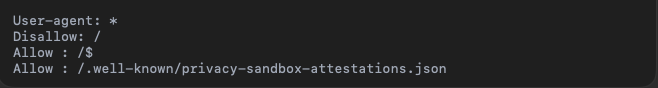 User-agent: *
Disallow: /
Allow : /$
Allow : /.well-known/privacy-sandbox-attestations.json